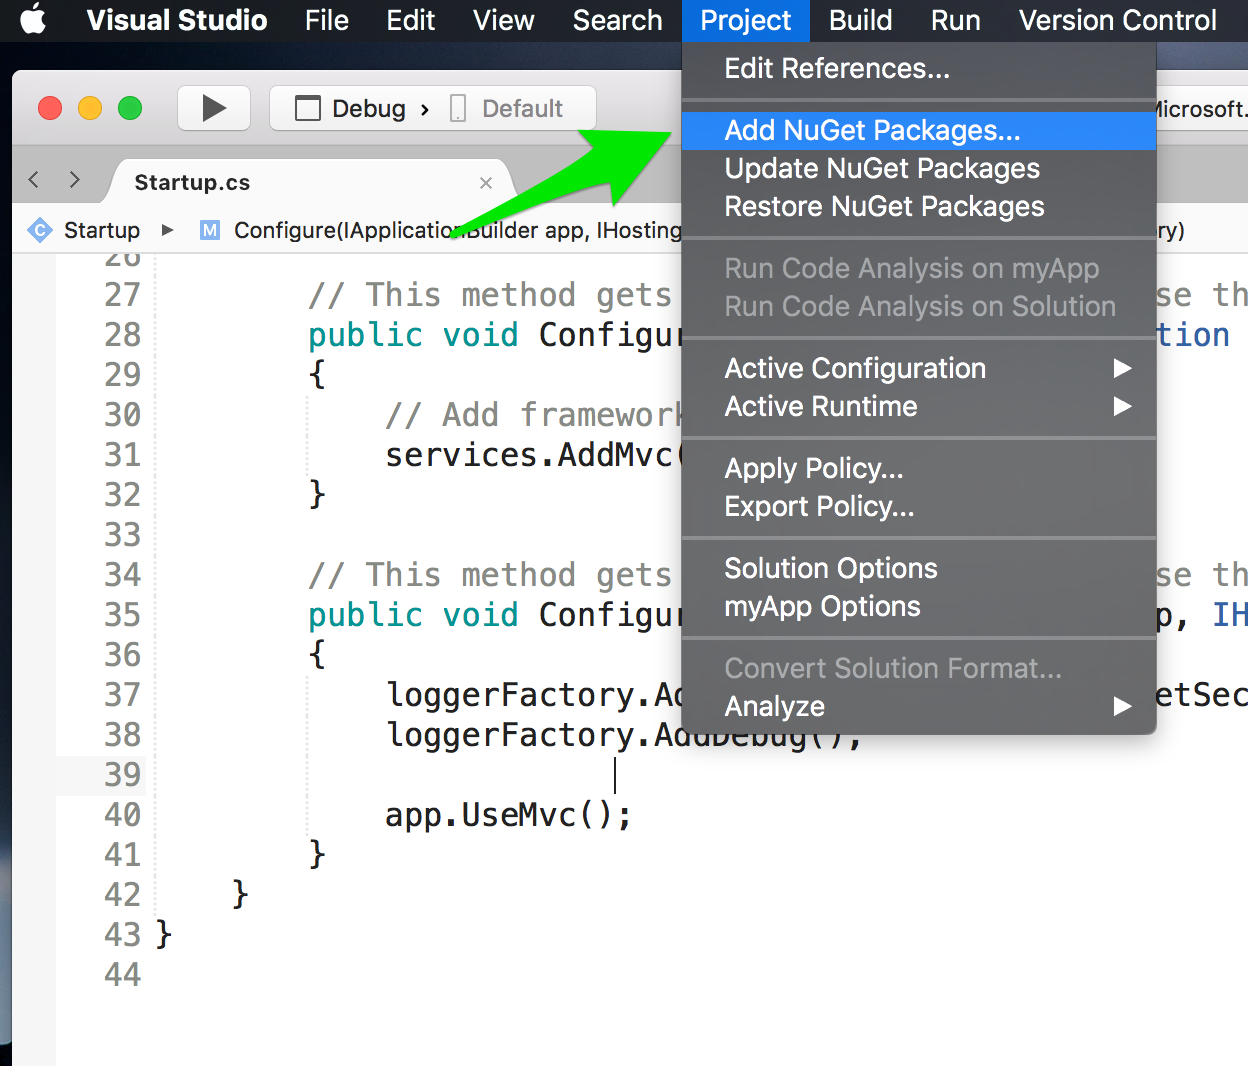 Visual Studio File Edit View Search Project Build Run Version Control
Edit References...
Debug Default
Microsoft.
Add NuGet Packages...
Update NuGet Packages
Restore NuGet Packages
Startup.cs
Startup M Configure(IApplicationBuilder app, IHosting ry)
Run Code Analysis on myApp
Run Code Analysis on Solution
Active Configuration
Active Runtime
Apply Policy...
Export Policy...
Solution Options
myApp Options
Convert Solution Format...
Analyze
26
27 // This method gets se th
28 public void Configur tion
29 {
30 // Add framework
31 services.AddMvc(
32 }
33
34 // This method gets se th
35 public void Configur p, IH
36 {
37 loggerFactory.Ad etSec
38 loggerFactory.AddDebug();
39
40 app.UseMvc();
41 }
42 }
43 }
44